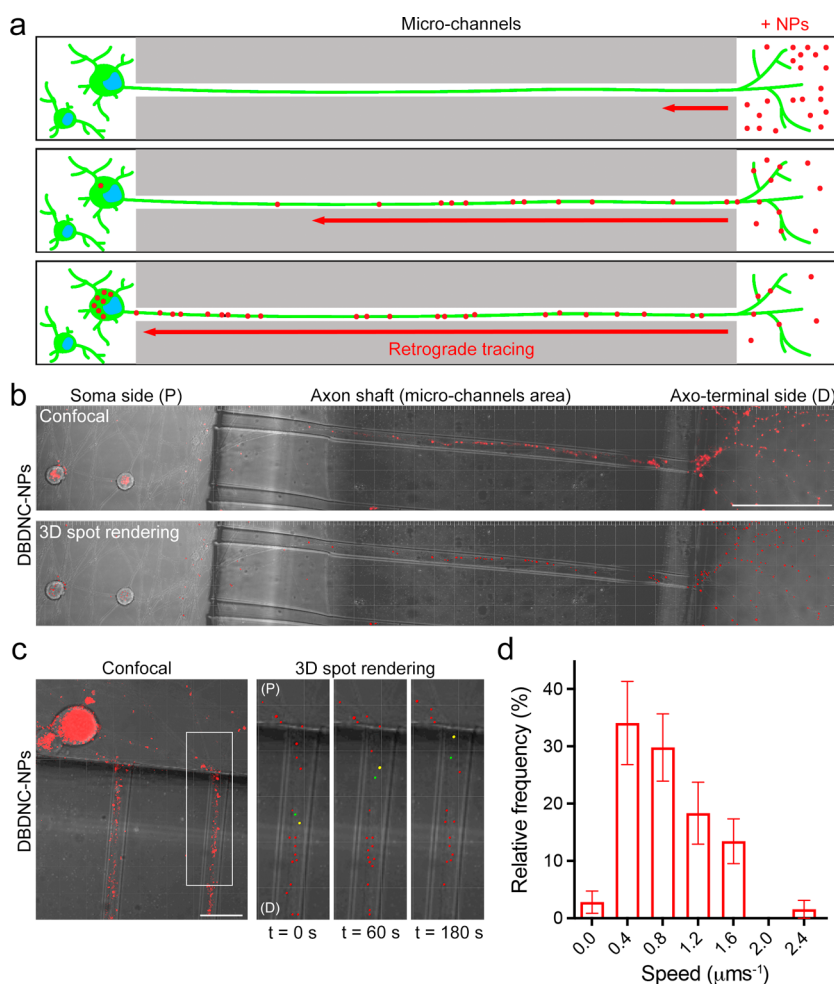 a
Micro-channels
+ NPs
Retrograde tracing
b
Soma side (P)
Axon shaft (micro-channels area)
Axo-terminal side (D)
DBDNC-NPs
Confocal
3D spot rendering
c
Confocal
3D spot rendering
DBDNC-NPs
(P)
(D)
t = 0 s
t = 60 s
t = 180 s
d
Relative frequency (%)
40
30
20
10
0
0.0
0.4
0.8
1.2
1.6
2.0
2.4
Speed (μms⁻¹)